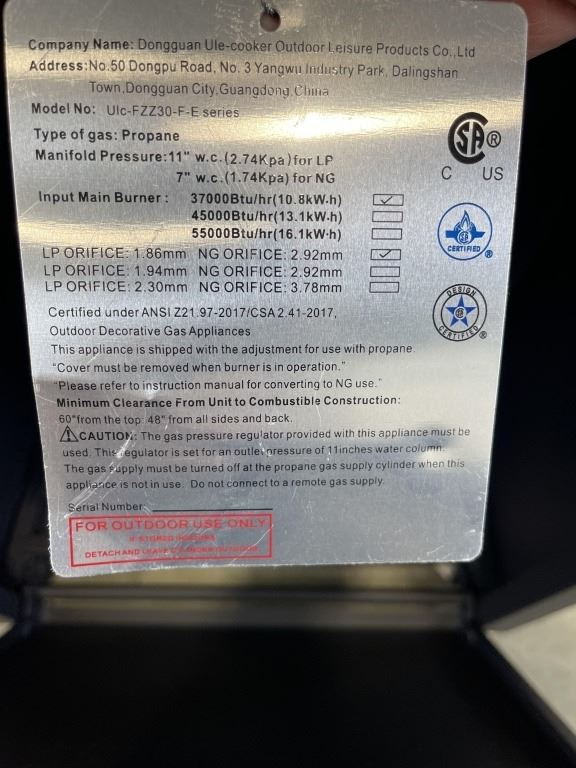 Company Name: Dongguan Ule-cooker Outdoor Leisure Products Co.,Ltd
Address:No.50 Dongpu Road, No. 3 Yangwu Industry Park, Dalingshan
Town,Dongguan City,Guangdong,China
Model No: Ulc-FZZ30-F-E series
Type of gas: Propane
Manifold Pressure:11" w.c.(2.74Kpa)for LP
7" w.c.(1.74Kpa)for NG
Input Main Burner: 37000Btu/hr(10.8kW·h)
45000Btu/hr(13.1kW·h)
55000Btu/hr(16.1kW·h)
LP ORIFICE: 1.86mm NG ORIFICE: 2.92mm
LP ORIFICE: 1.94mm NG ORIFICE: 2.92mm
LP ORIFICE: 2.30mm NG ORIFICE: 3.78mm
SA ®
C US
CERTIFIED ®
DESIGN CERTIFIED ®
Certified under ANSI Z21.97-2017/CSA 2.41-2017,
Outdoor Decorative Gas Appliances
This appliance is shipped with the adjustment for use with propane.
"Cover must be removed when burner is in operation."
"Please refer to instruction manual for converting to NG use."
Minimum Clearance From Unit to Combustible Construction:
60"from the top: 48" from all sides and back.
CAUTION: The gas pressure regulator provided with this appliance must be
used. This regulator is set for an outlet pressure of 11inches water column.
The gas supply must be turned off at the propane gas supply cylinder when this
appliance is not in use. Do not connect to a remote gas supply.
Serial Number:
FOR OUTDOOR USE ONLY
IF STORED INDOORS
DETACH AND LEAVE CYLINDER OUTDOOR